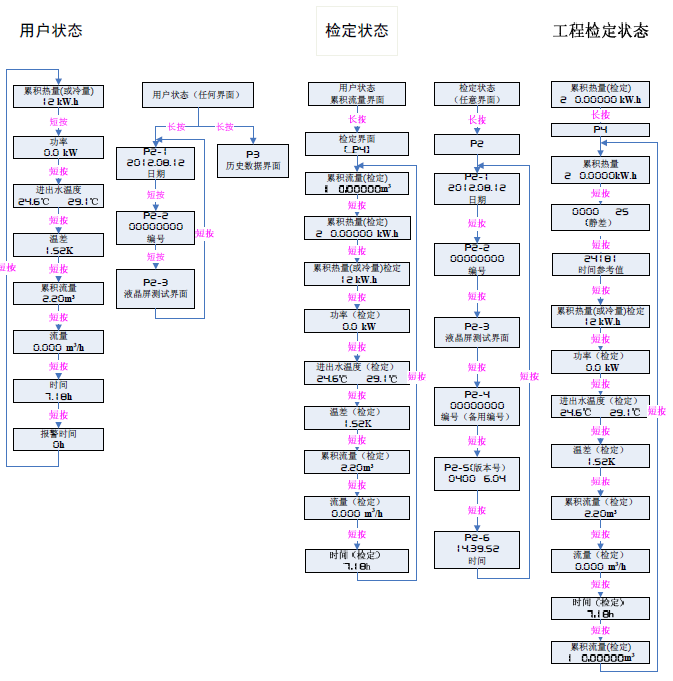 用户状态
检定状态
工程检定状态
累积热量(或冷量)
12 kW.h
短按
功率
0.0 kW
短按
进出水温度
24.6℃ 29.1℃
短按
温差
1.52K
短按
累积流量
2.20m³
短按
流量
0.000 m³/h
短按
时间
7.18h
短按
报警时间
0h
短按
用户状态（任何界面）
长按
长按
P2-1
2012.08.12
日期
短按
P2-2
00000000
编号
短按
P2-3
液晶屏测试界面
短按
P3
历史数据界面
用户状态
累积流量界面
长按
检定界面
(.P4)
累积流量(检定)
1 0.00000m³
短按
累积热量(检定)
2 0.00000 kW.h
短按
累积热量(或冷量)检定
12 kW.h
短按
功率（检定）
0.0 kW
短按
进出水温度（检定）
24.6℃ 29.1℃
短按
温差（检定）
1.52K
短按
累积流量（检定）
2.20m³
短按
流量（检定）
0.000 m³/h
短按
时间（检定）
7.18h
短按
检定状态
（任意界面）
长按
P2
P2-1
2012.08.12
日期
短按
P2-2
00000000
编号
短按
P2-3
液晶屏测试界面
短按
P2-4
00000000
编号（备用编号）
短按
P2-5(版本号)
0400 6.04
短按
P2-6
14.39.52
时间
短按
累积热量(检定)
2 0.00000 kW.h
长按
P4
累积热量
2 0.00000kW.h
短按
0000 25
(静差)
短按
24181
时间参考值
短按
累积热量(或冷量)检定
12 kW.h
短按
功率（检定）
0.0 kW
短按
进出水温度（检定）
24.6℃ 29.1℃
短按
温差（检定）
1.52K
短按
累积流量（检定）
2.20m³
短按
流量（检定）
0.000 m³/h
短按
时间（检定）
7.18h
短按
累积流量(检定)
1 0.00000m³
短按